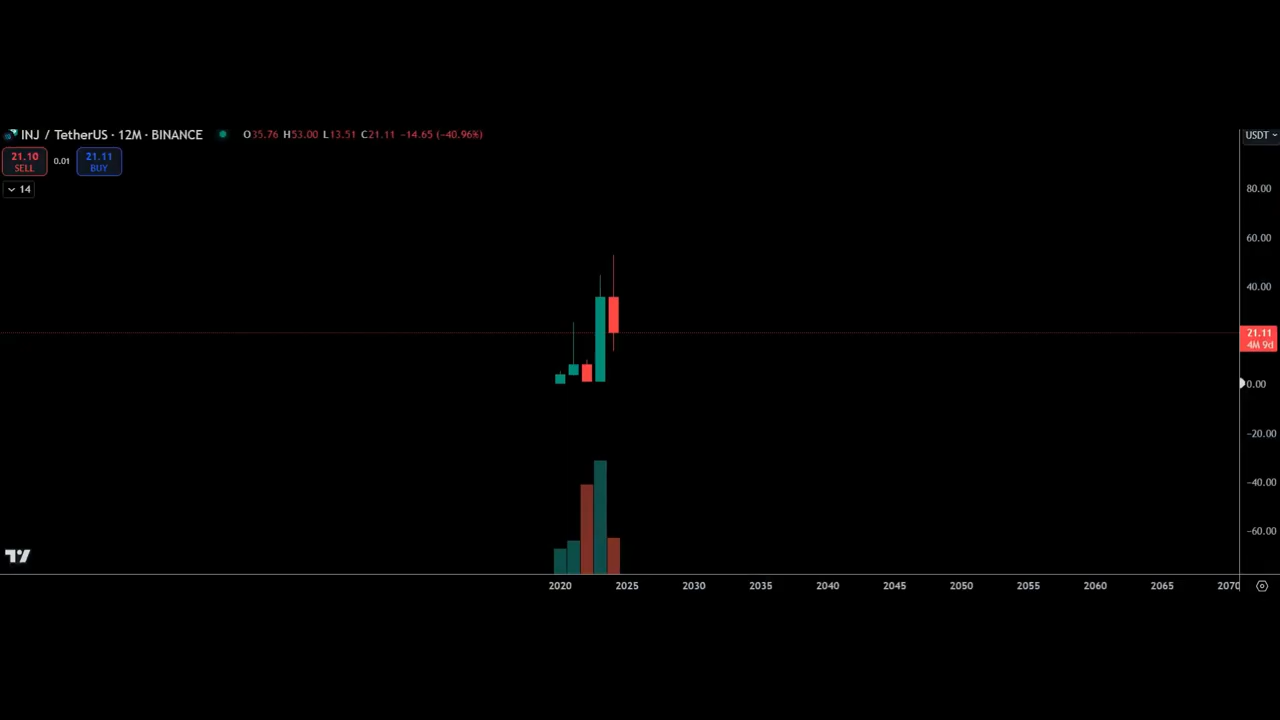 INJ / TetherUS · 12M · BINANCE O35.76 H53.00 L13.51 C21.11 −14.65 (−40.96%)
USDT
21.10 0.01 21.11
SELL BUY
14
80.00
60.00
40.00
21.11
4M 9d
0.00
−20.00
−40.00
−60.00
2020 2025 2030 2035 2040 2045 2050 2055 2060 2065 2070